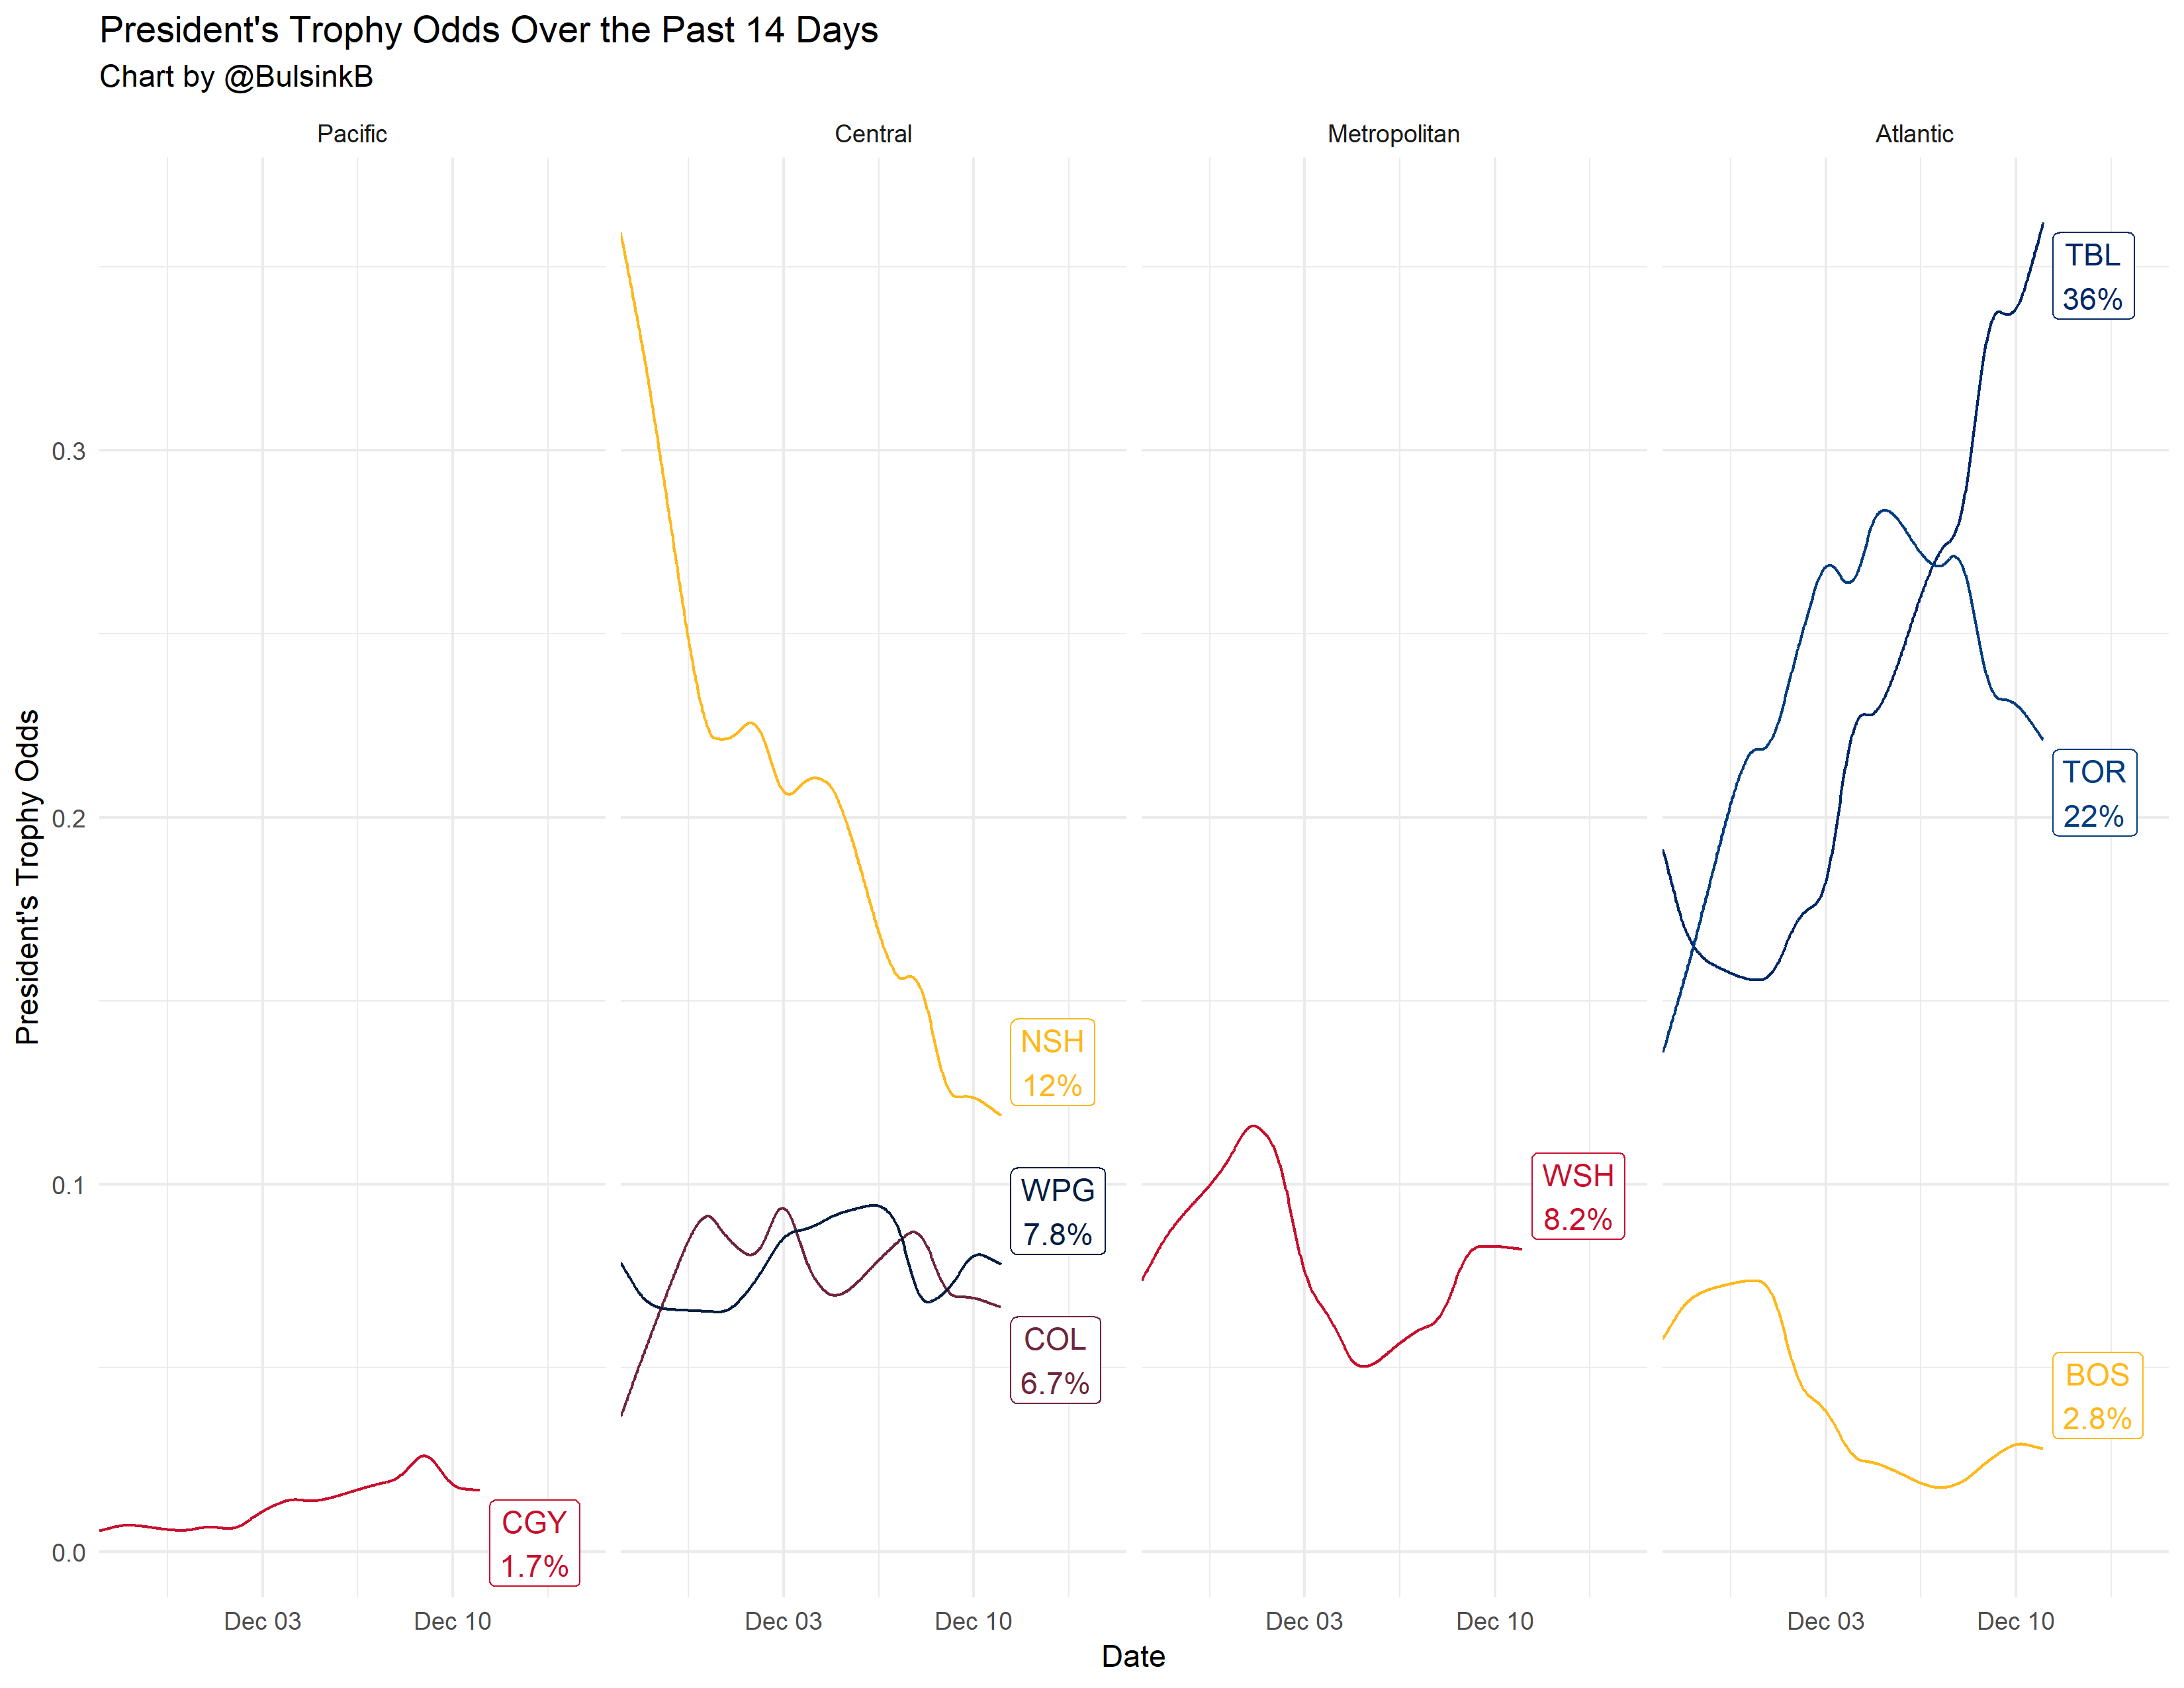 President's Trophy Odds Over the Past 14 Days
Chart by @BulsinkB
Pacific
Central
Metropolitan
Atlantic
President's Trophy Odds
0.3
0.2
0.1
0.0
TBL
36%
TOR
22%
NSH
12%
WPG
7.8%
WSH
8.2%
COL
6.7%
BOS
2.8%
CGY
1.7%
Dec 03
Dec 10
Dec 03
Dec 10
Dec 03
Dec 10
Dec 03
Dec 10
Date